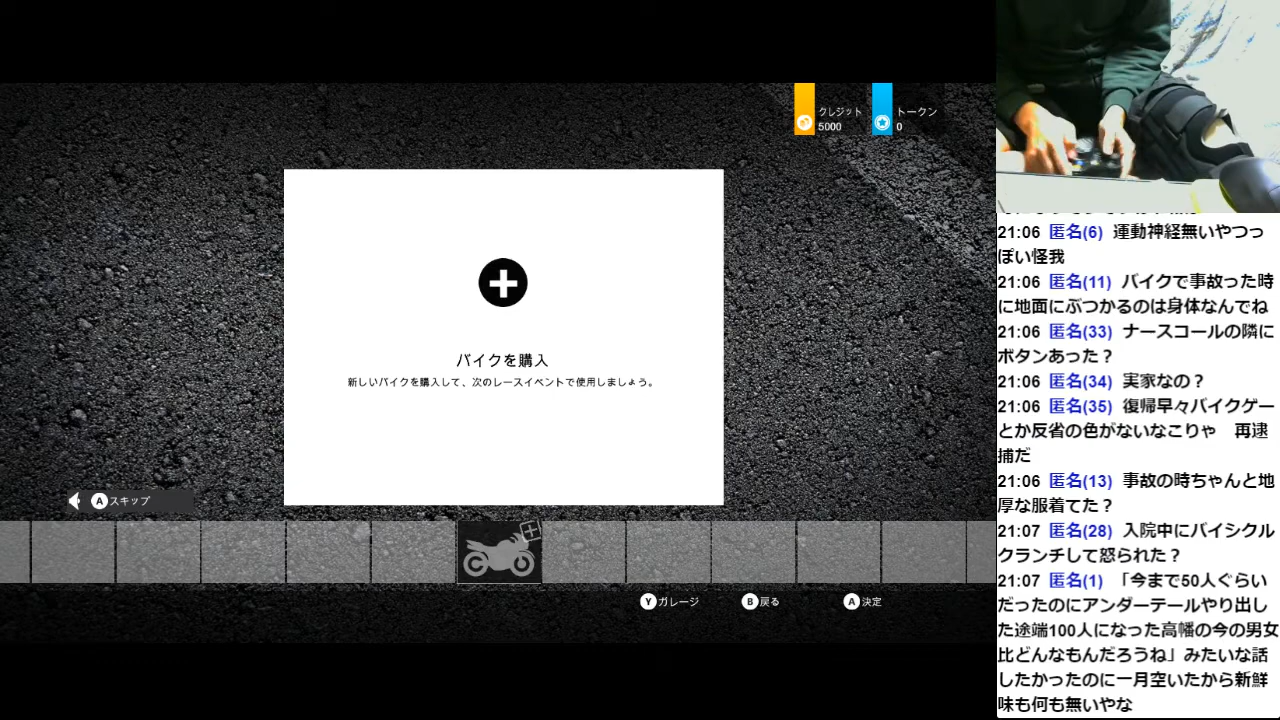 クレジット
5000
トークン
0
バイクを購入
新しいバイクを購入して、次のレースイベントで使用しましょう。
A スキップ
Y ガレージ
B 戻る
A 決定
21:06 匿名(6) 運動神経無いやつっ
ぽい怪我
21:06 匿名(11) バイクで事故った時
に地面にぶつかるのは身体なんでね
21:06 匿名(33) ナースコールの隣に
ボタンあった？
21:06 匿名(34) 実家なの？
21:06 匿名(35) 復帰早々バイクゲー
とか反省の色がないなこりゃ　再逮
捕だ
21:06 匿名(13) 事故の時ちゃんと地
厚な服着てた？
21:07 匿名(28) 入院中にバイシクル
クランチして怒られた？
21:07 匿名(1) 「今まで50人ぐらい
だったのにアンダーテールやり出し
た途端100人になった高幡の今の男女
比どんなもんだろうね」みたいな話
したかったのに一月空いたから新鮮
味も何も無いやな